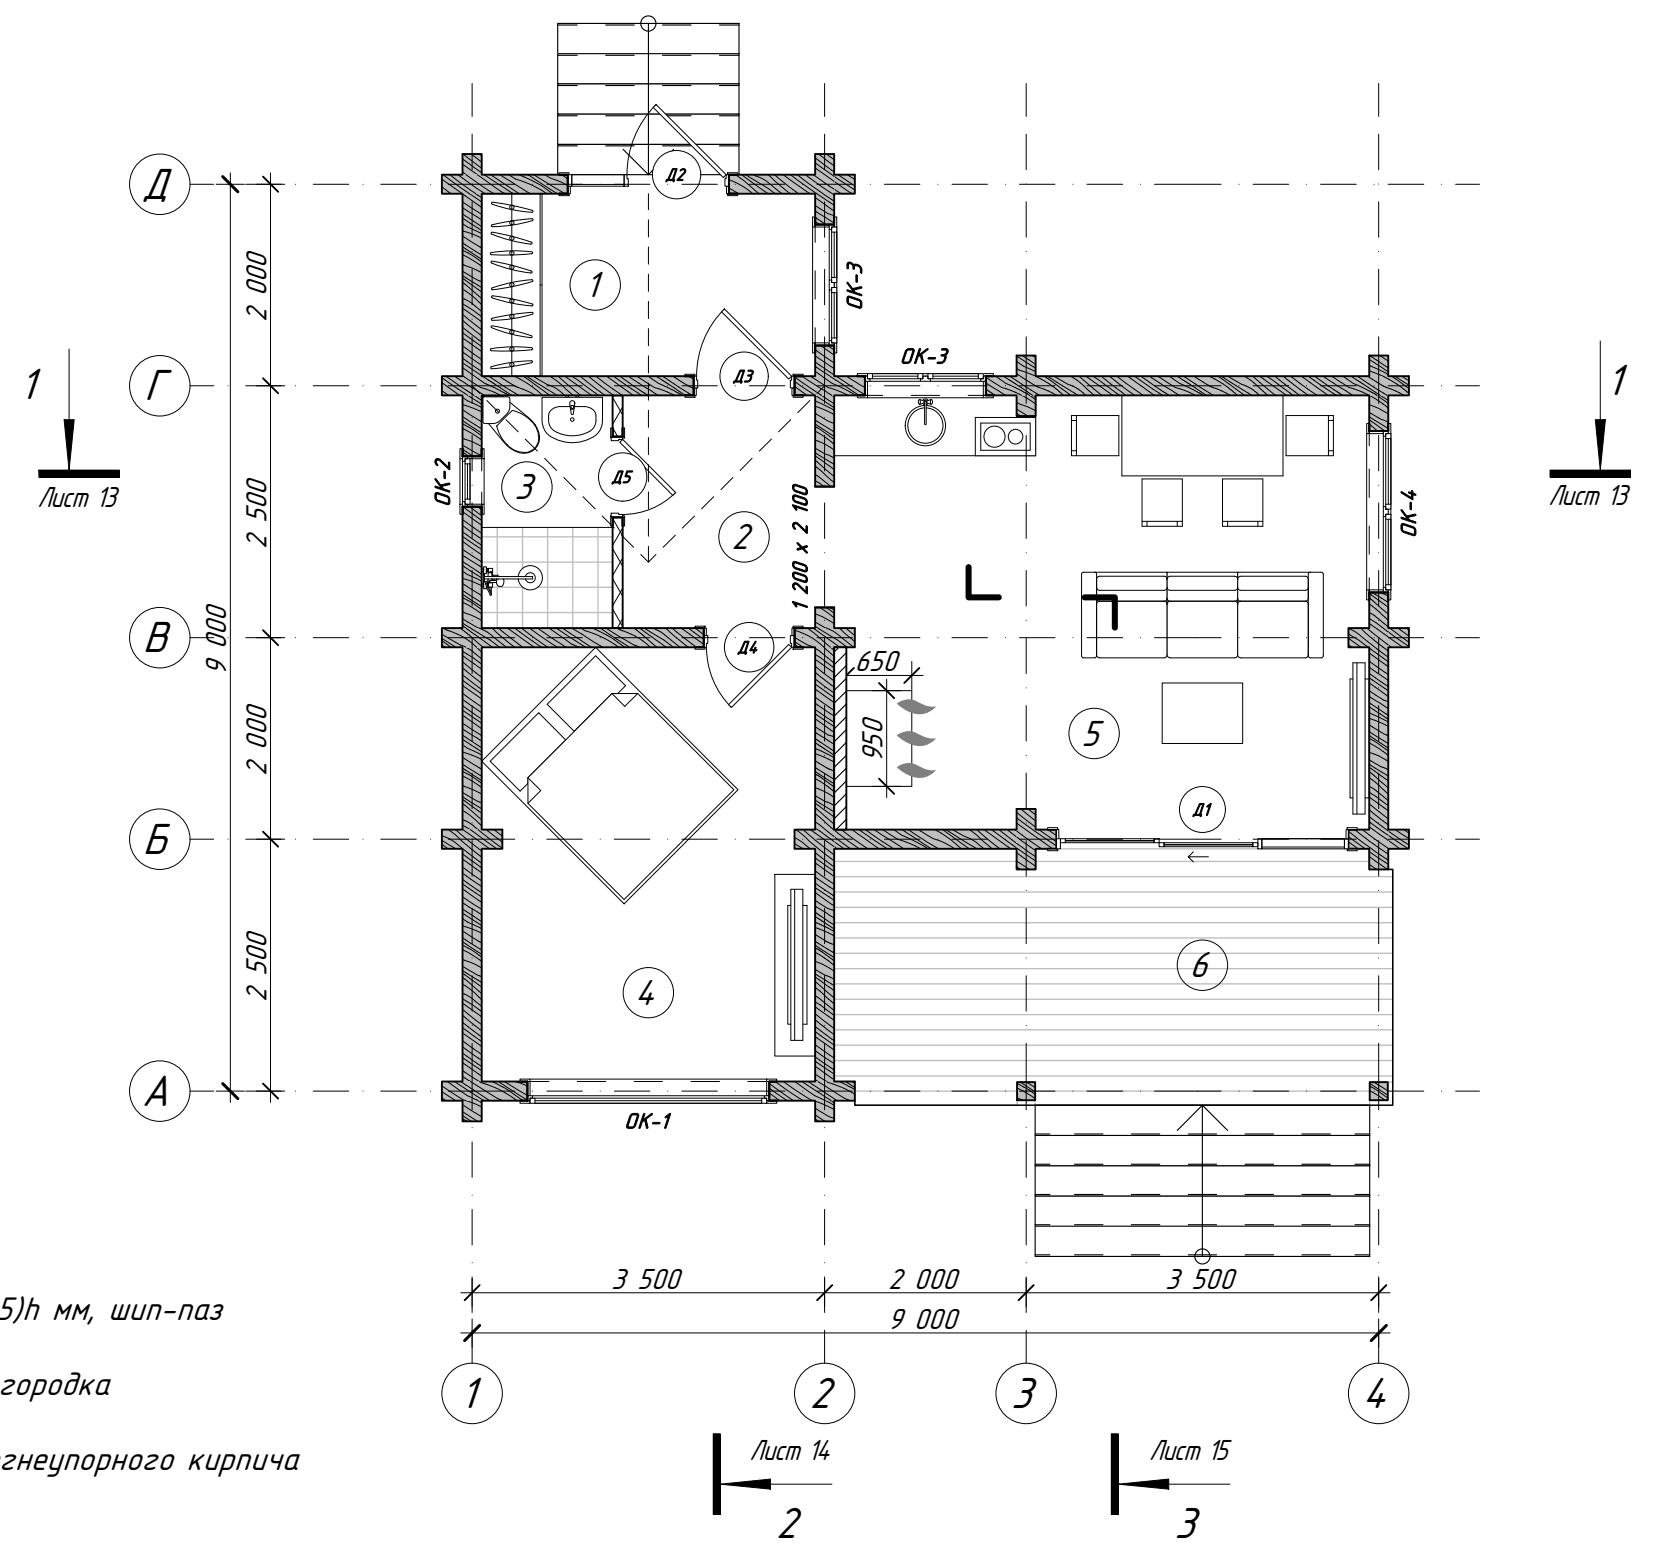 Д2
Д
2 000
1
ОК-3
1
Г
Д3
ОК-3
1
Лист 13
ОК-2
3
Д5
2 500
2
1 200 х 2 100
ОК-4
Лист 13
9 000
В
Д4
650
950
2 000
5
Д1
Б
2 500
4
6
А
ОК-1
3 500
2 000
3 500
9 000
5)h мм, шип-паз
городка
гнеупорного кирпича
1
2
3
4
Лист 14
2
Лист 15
3